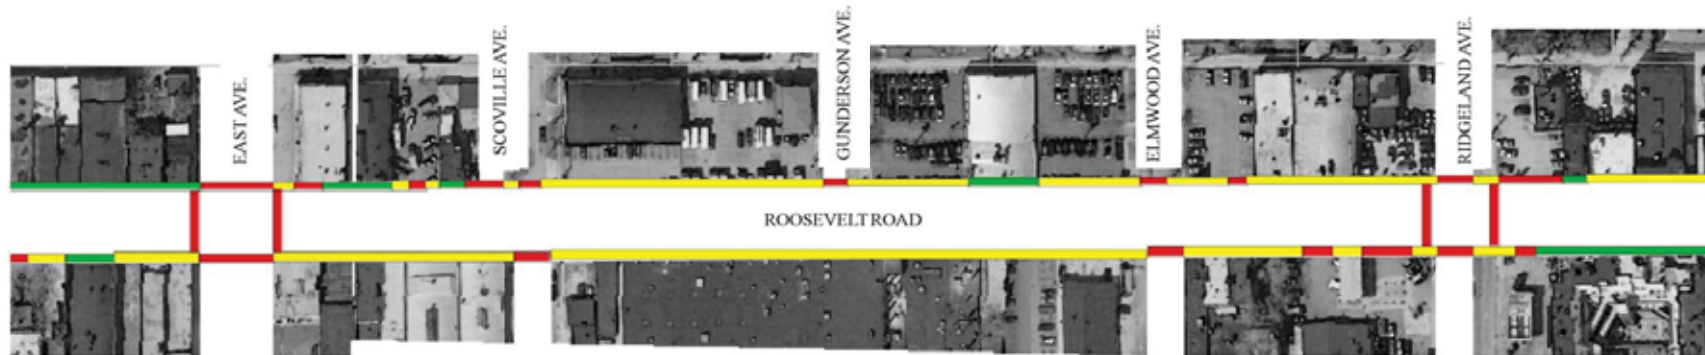 EAST AVE.
SCOVILLE AVE.
GUNDERSON AVE.
ELMWOOD AVE.
RIDGELAND AVE.
ROOSEVELT ROAD